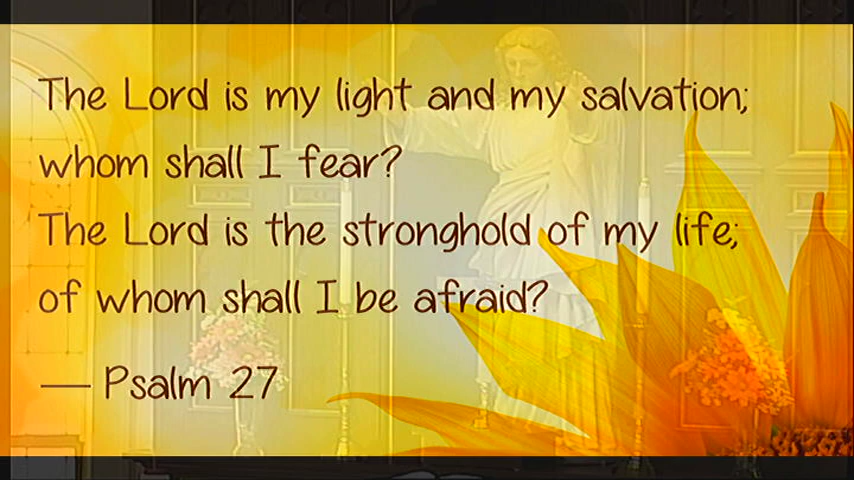 The Lord is my light and my salvation;
whom shall I fear?
The Lord is the stronghold of my life;
of whom shall I be afraid?
— Psalm 27